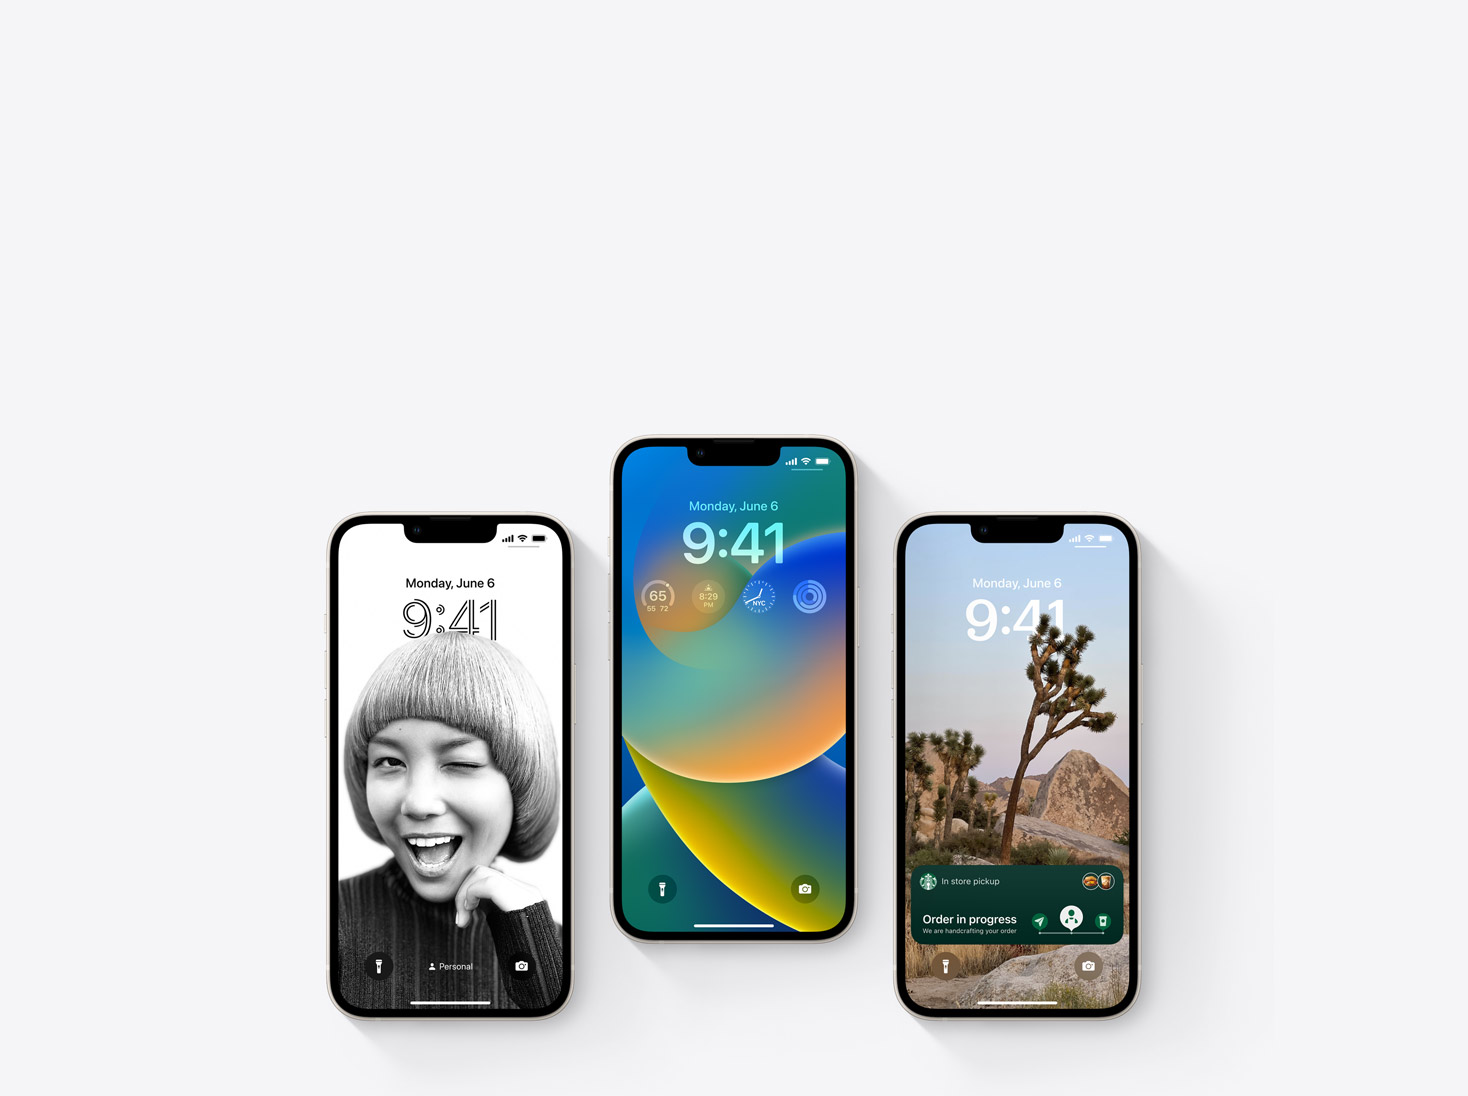 Monday, June 6
9:41
Personal
Monday, June 6
9:41
65
55 72
8:29
PM
NYC
Monday, June 6
9:41
In store pickup
Order in progress
We are handcrafting your order